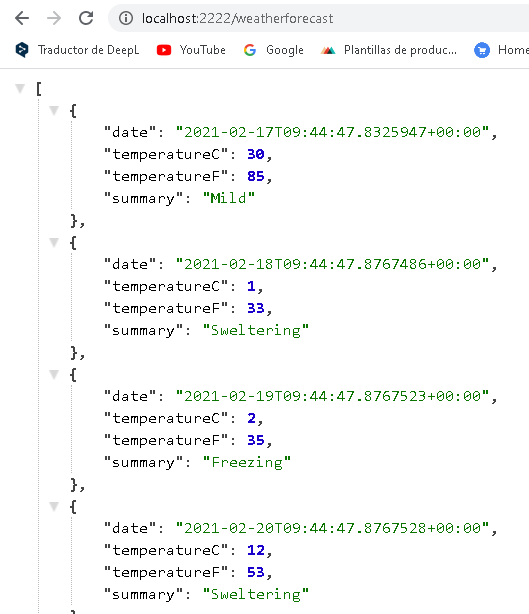 localhost:2222/weatherforecast
Traductor de DeepL YouTube Google Plantillas de produc... Home
[
{
"date": "2021-02-17T09:44:47.8325947+00:00",
"temperatureC": 30,
"temperatureF": 85,
"summary": "Mild"
},
{
"date": "2021-02-18T09:44:47.8767486+00:00",
"temperatureC": 1,
"temperatureF": 33,
"summary": "Sweltering"
},
{
"date": "2021-02-19T09:44:47.8767523+00:00",
"temperatureC": 2,
"temperatureF": 35,
"summary": "Freezing"
},
{
"date": "2021-02-20T09:44:47.8767528+00:00",
"temperatureC": 12,
"temperatureF": 53,
"summary": "Sweltering"